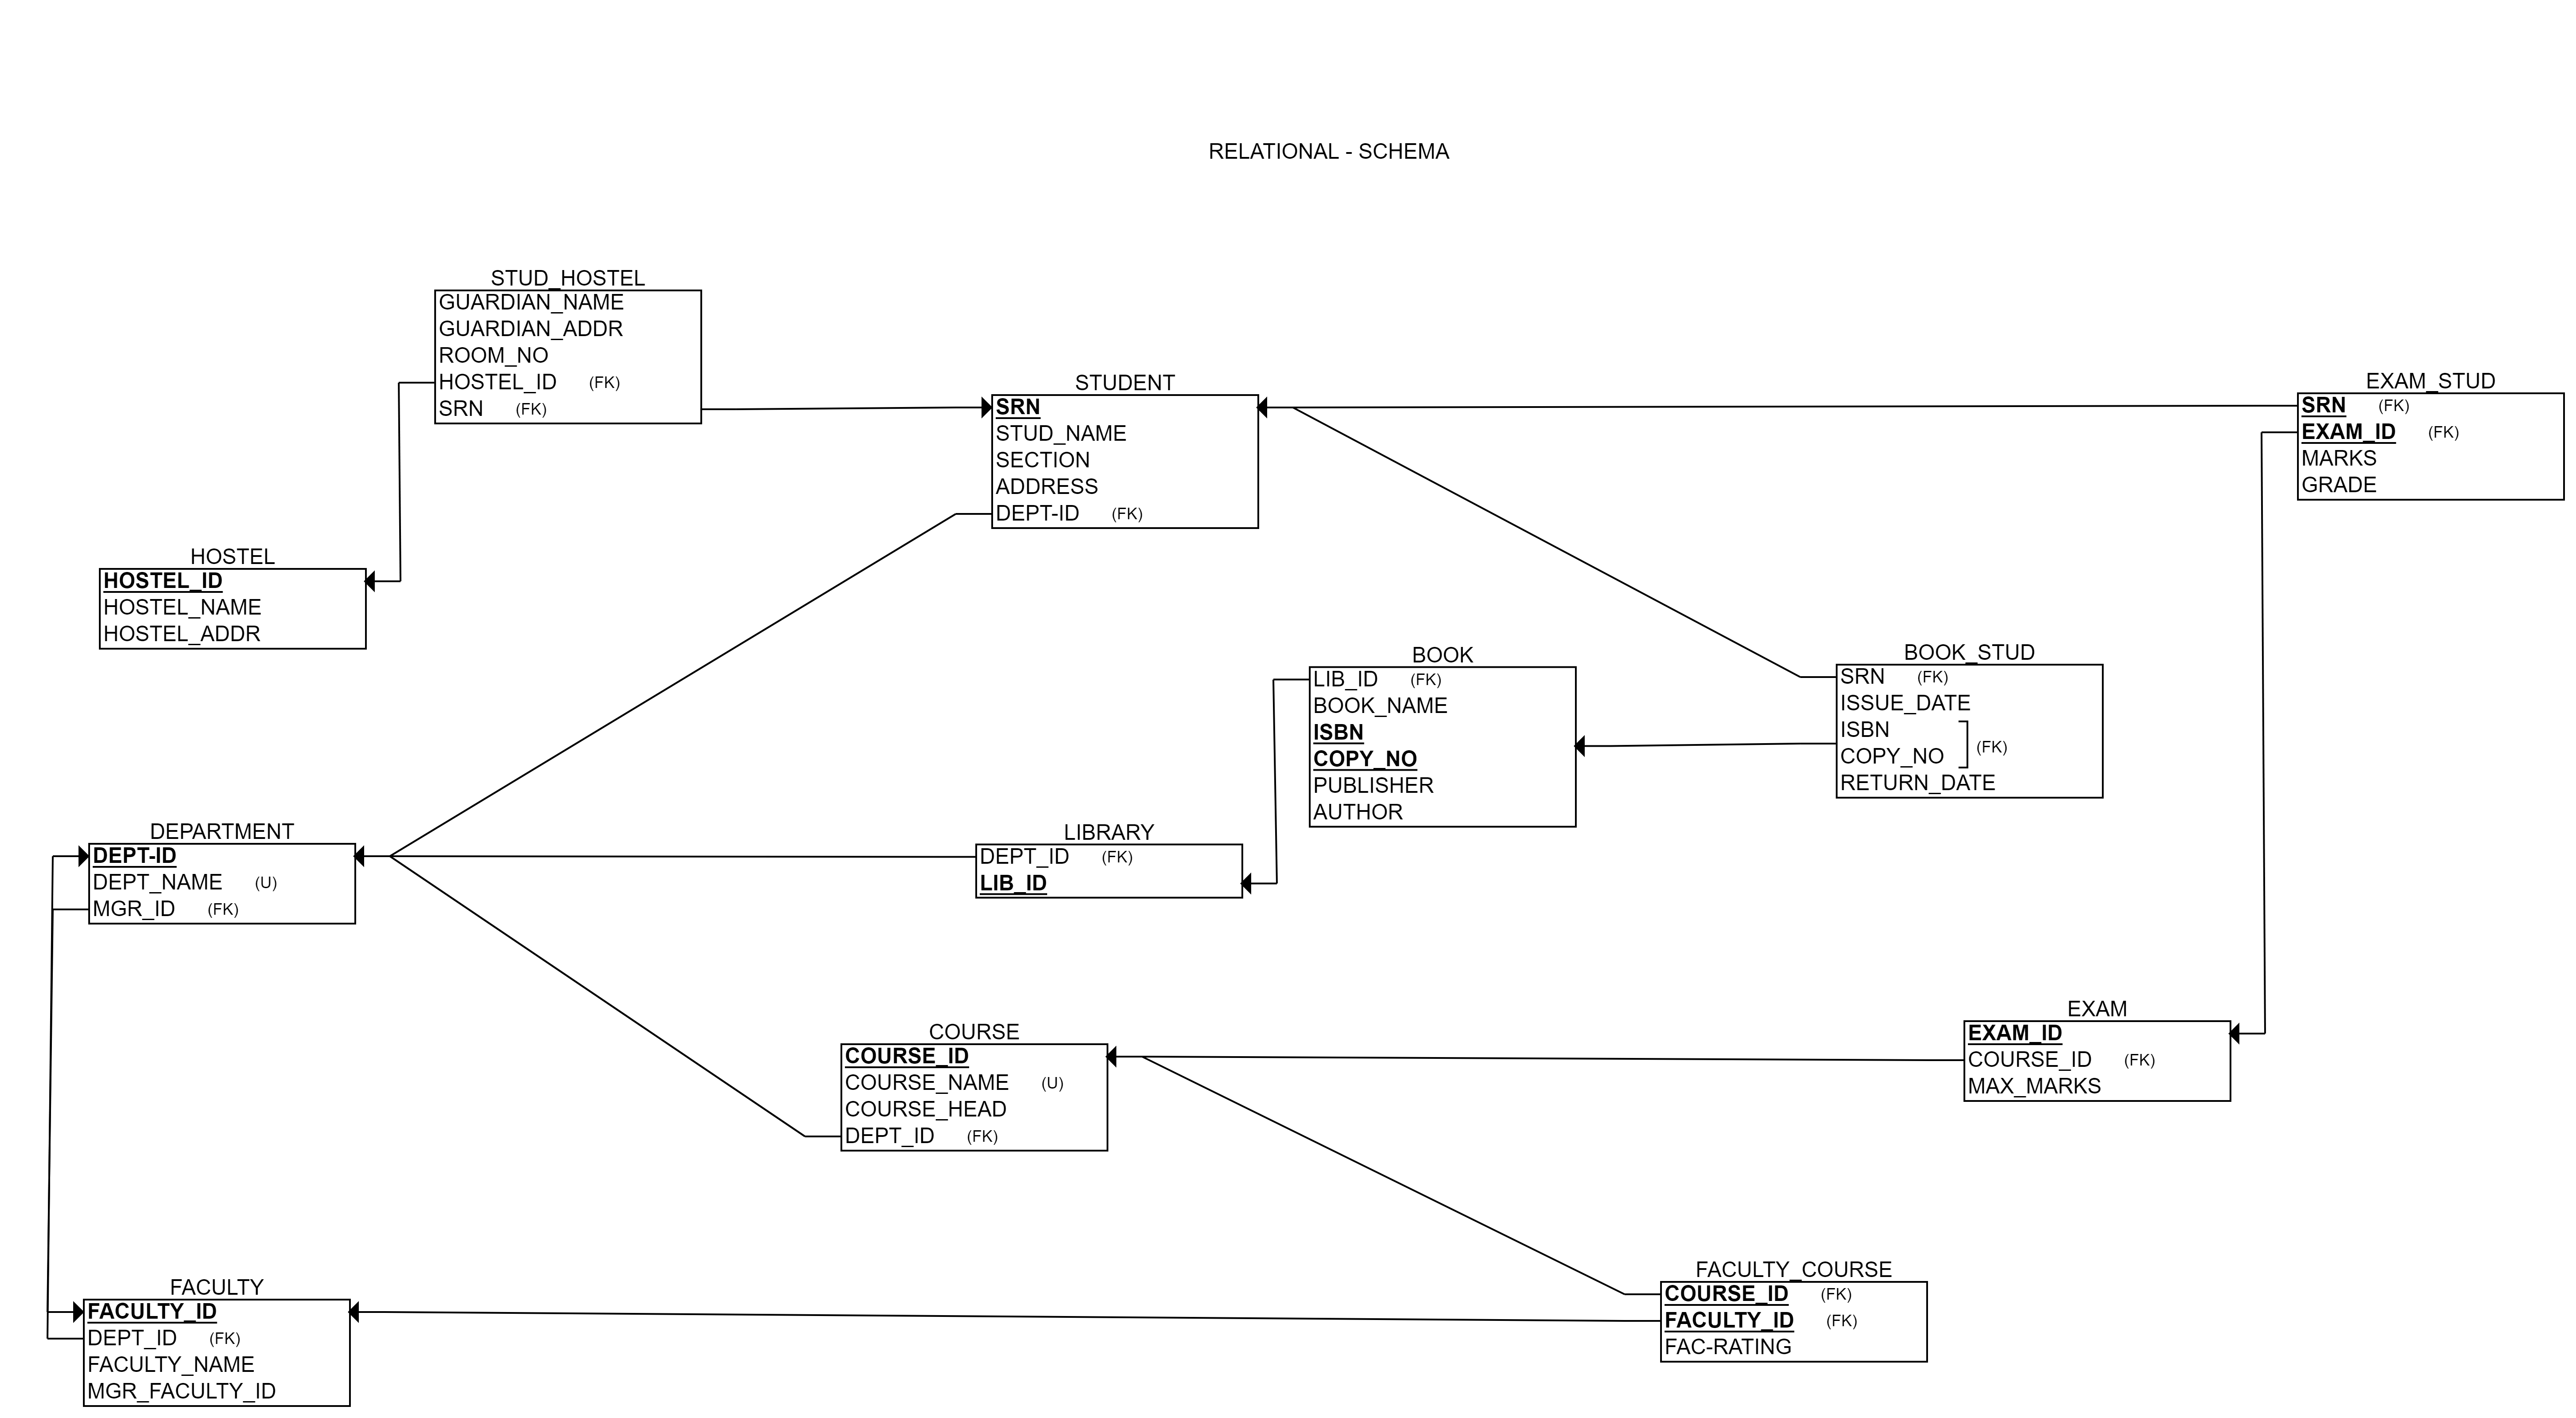 RELATIONAL - SCHEMA
STUD_HOSTEL
GUARDIAN_NAME
GUARDIAN_ADDR
ROOM_NO
HOSTEL_ID (FK)
SRN (FK)
STUDENT
SRN
STUD_NAME
SECTION
ADDRESS
DEPT-ID (FK)
EXAM_STUD
SRN (FK)
EXAM_ID (FK)
MARKS
GRADE
HOSTEL
HOSTEL_ID
HOSTEL_NAME
HOSTEL_ADDR
BOOK
LIB_ID (FK)
BOOK_NAME
ISBN
COPY_NO
PUBLISHER
AUTHOR
BOOK_STUD
SRN (FK)
ISSUE_DATE
ISBN
COPY_NO
(FK)
RETURN_DATE
DEPARTMENT
DEPT-ID
DEPT_NAME (U)
MGR_ID (FK)
LIBRARY
DEPT_ID (FK)
LIB_ID
COURSE
COURSE_ID
COURSE_NAME (U)
COURSE_HEAD
DEPT_ID (FK)
EXAM
EXAM_ID
COURSE_ID (FK)
MAX_MARKS
FACULTY
FACULTY_ID
DEPT_ID (FK)
FACULTY_NAME
MGR_FACULTY_ID
FACULTY_COURSE
COURSE_ID (FK)
FACULTY_ID (FK)
FAC-RATING